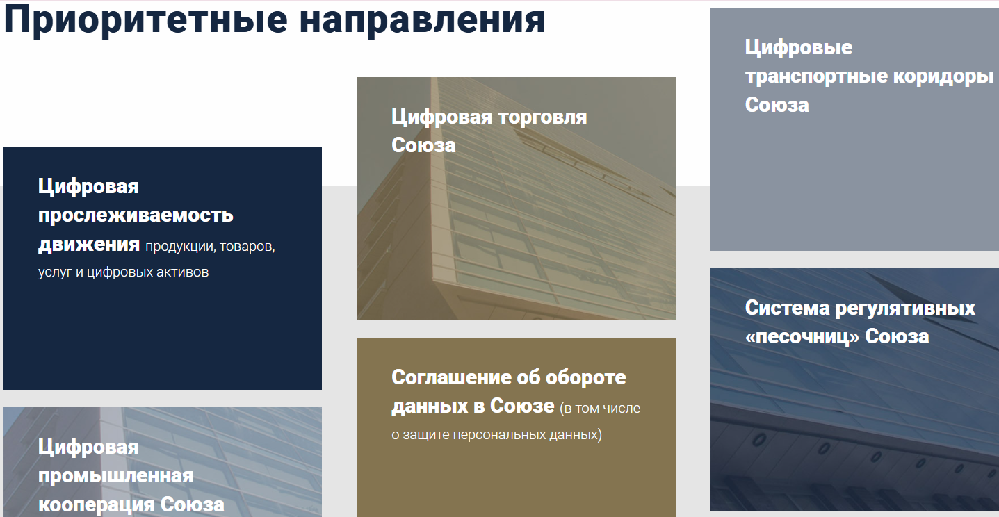 Приоритетные направления
Цифровая
прослеживаемость
движения продукции, товаров,
услуг и цифровых активов
Цифровая
промышленная
кооперация Союза
Цифровая торговля
Союза
Соглашение об обороте
данных в Союзе (в том числе
о защите персональных данных)
Цифровые
транспортные коридоры
Союза
Система регулятивных
«песочниц» Союза